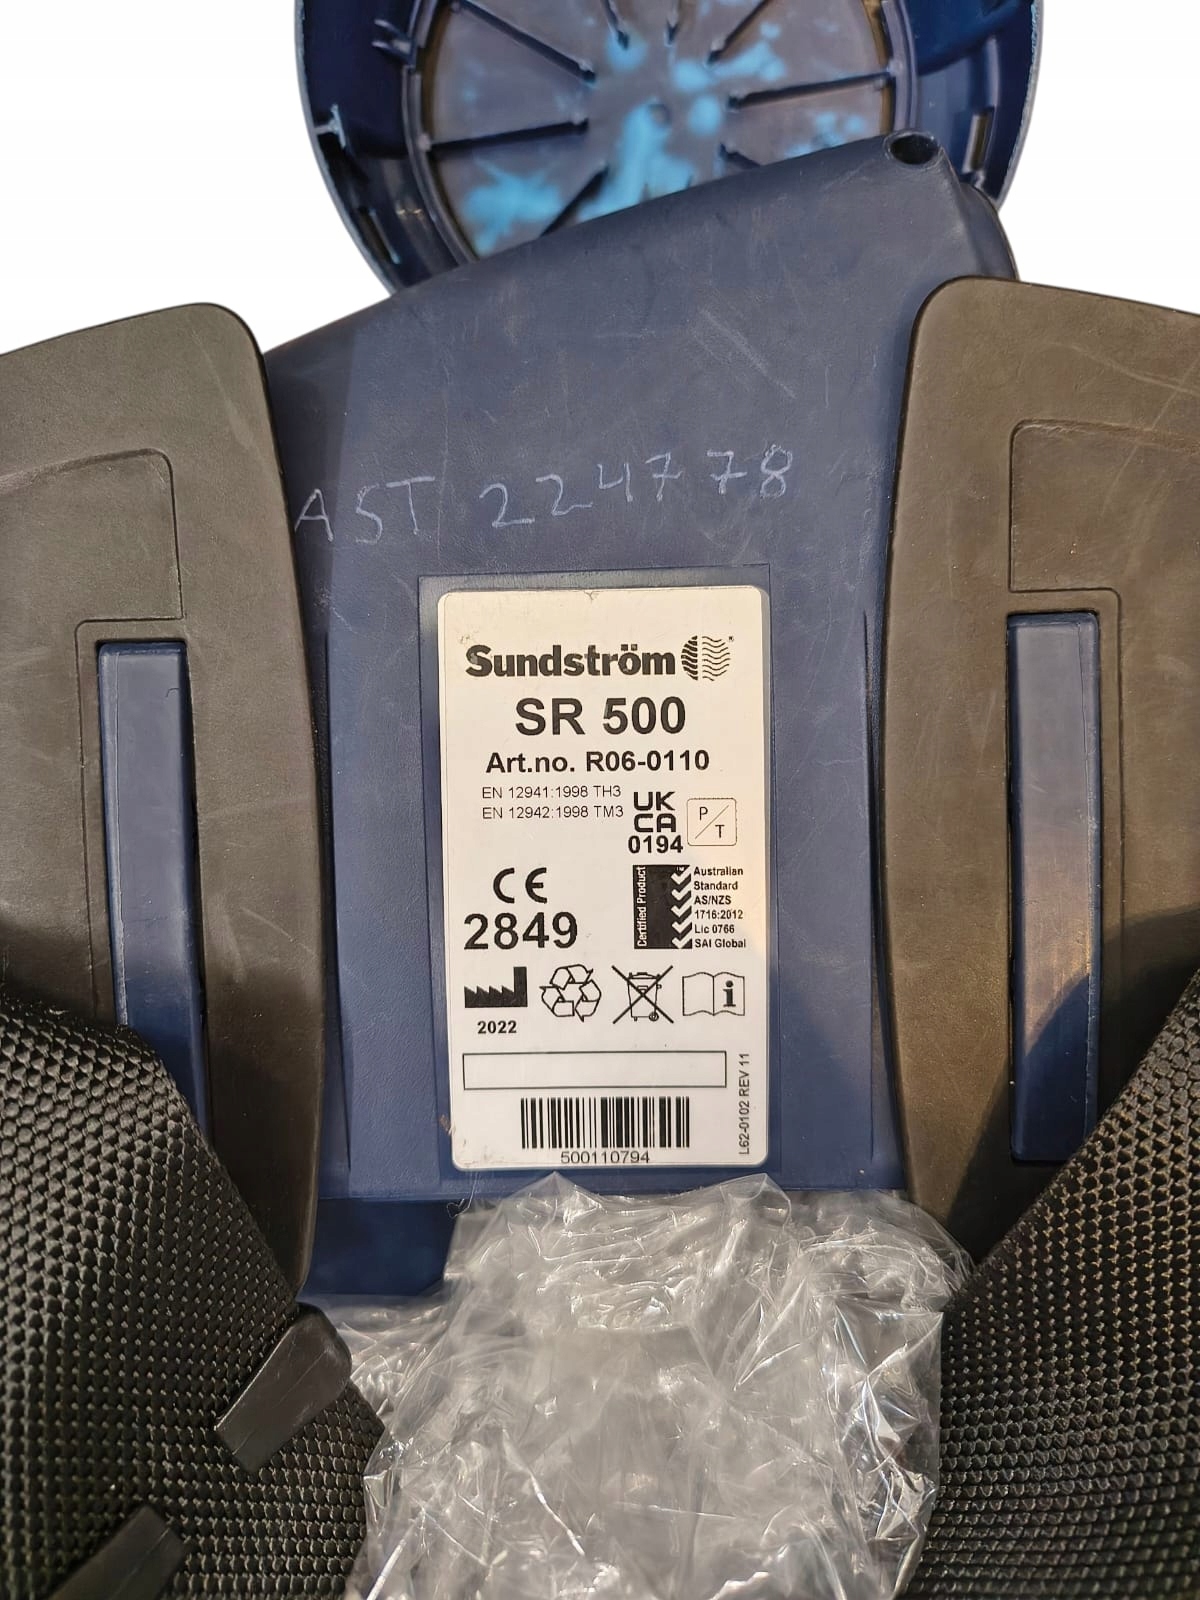 AST 224778
Sundström
SR 500
Art.no. R06-0110
EN 12941:1998 TH3
EN 12942:1998 TM3
UK
CA
0194
P/T
CE
2849
Certified Product
Australian
Standard
AS/NZS
1716:2012
Lic 0766
SAI Global
2022
i
500110794
L62-0102 REV 11